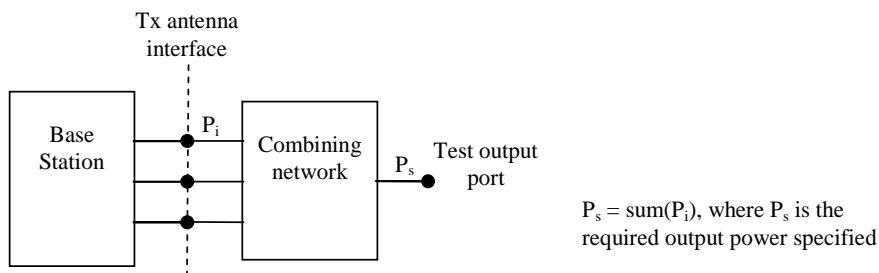 Tx antenna
interface
Base
Station
Pi
Combining
network
Ps
Test output
port
Ps = sum(Pi), where Ps is the
required output power specified